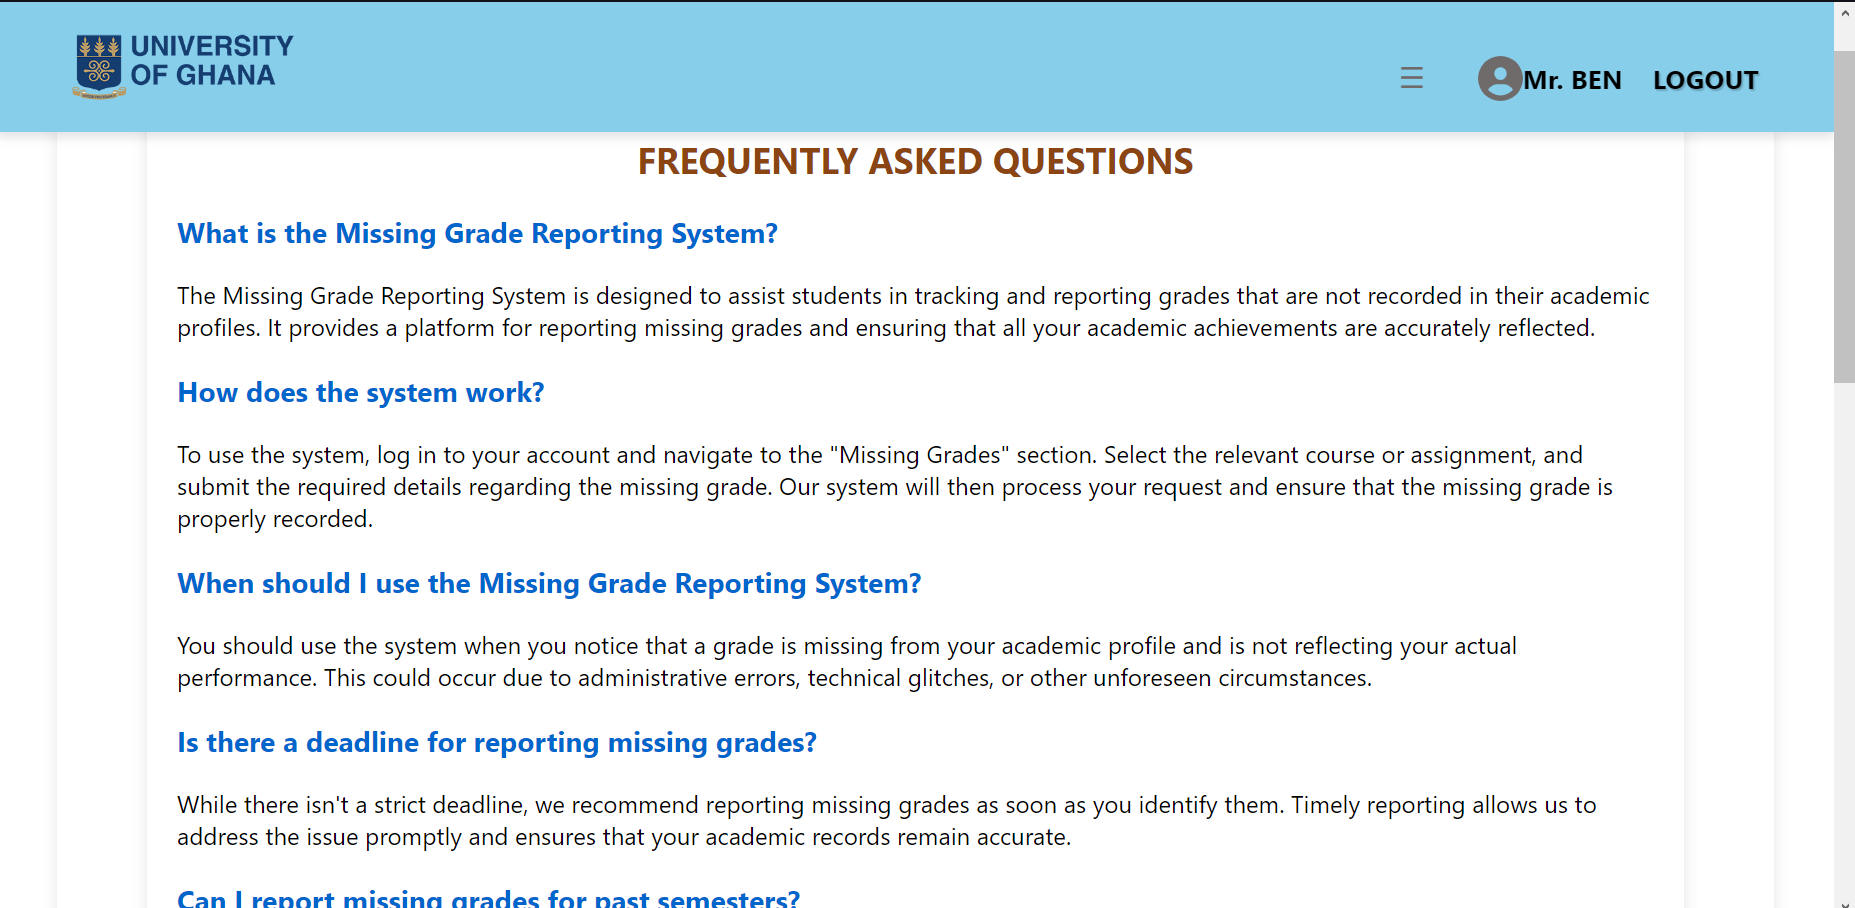 UNIVERSITY
OF GHANA
Mr. BEN
LOGOUT
FREQUENTLY ASKED QUESTIONS
What is the Missing Grade Reporting System?
The Missing Grade Reporting System is designed to assist students in tracking and reporting grades that are not recorded in their academic
profiles. It provides a platform for reporting missing grades and ensuring that all your academic achievements are accurately reflected.
How does the system work?
To use the system, log in to your account and navigate to the "Missing Grades" section. Select the relevant course or assignment, and
submit the required details regarding the missing grade. Our system will then process your request and ensure that the missing grade is
properly recorded.
When should I use the Missing Grade Reporting System?
You should use the system when you notice that a grade is missing from your academic profile and is not reflecting your actual
performance. This could occur due to administrative errors, technical glitches, or other unforeseen circumstances.
Is there a deadline for reporting missing grades?
While there isn't a strict deadline, we recommend reporting missing grades as soon as you identify them. Timely reporting allows us to
address the issue promptly and ensures that your academic records remain accurate.
Can I report missing grades for past semesters?